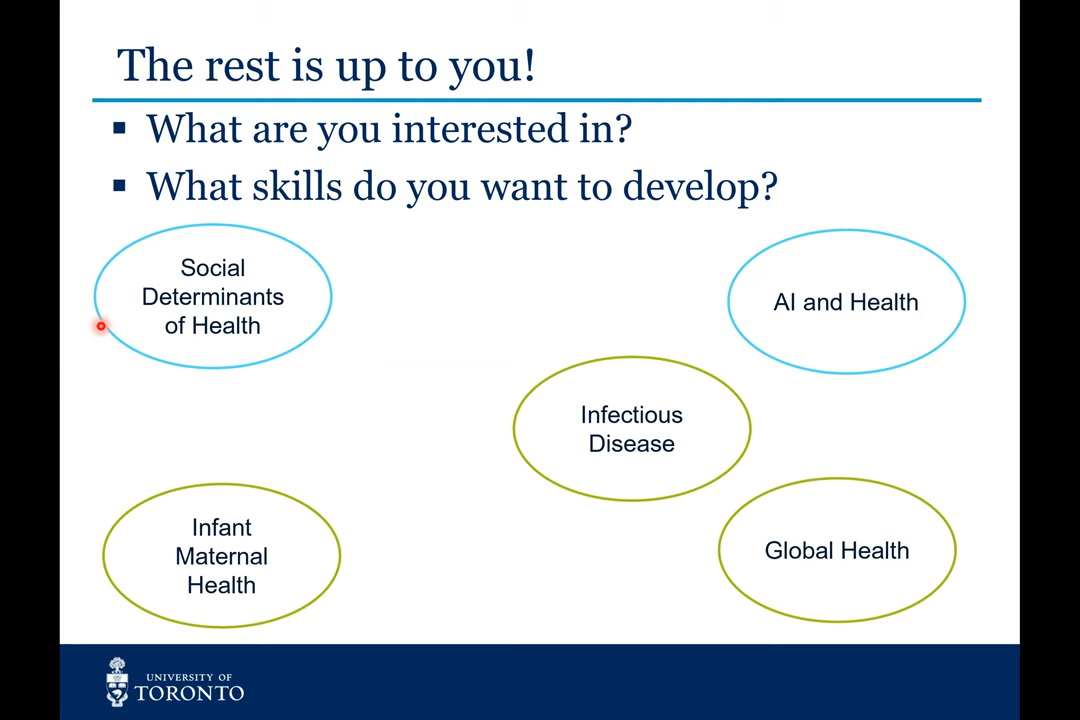 The rest is up to you!
▪ What are you interested in?
▪ What skills do you want to develop?
Social
Determinants
of Health
AI and Health
Infectious
Disease
Infant
Maternal
Health
Global Health
UNIVERSITY OF
TORONTO